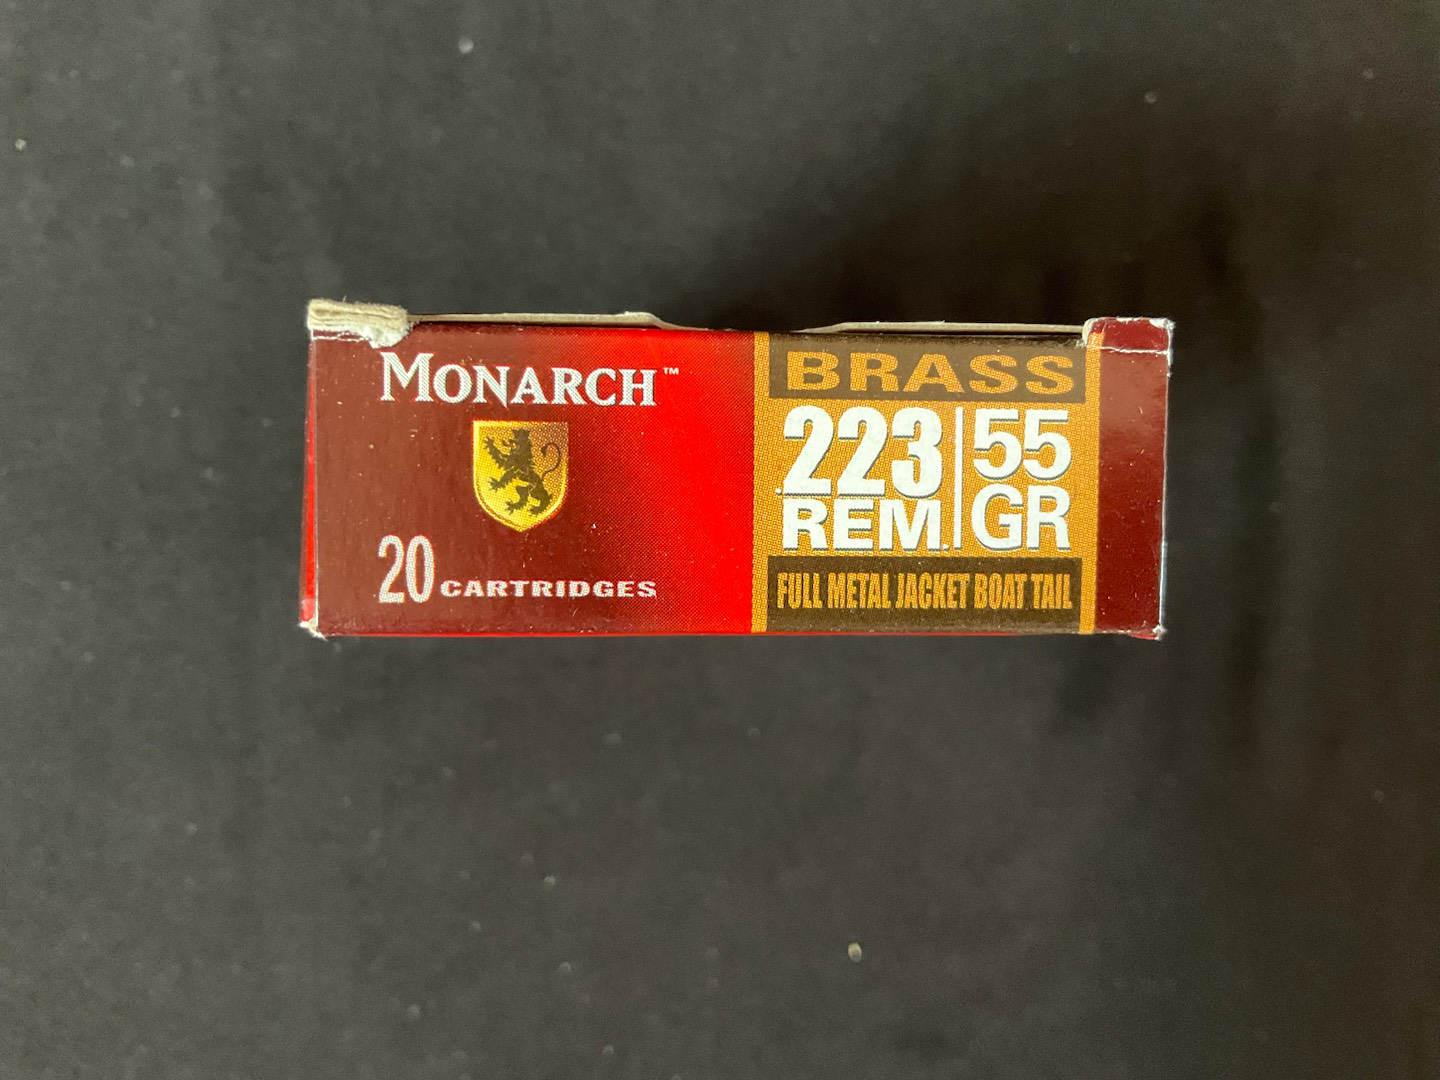 MONARCH™
20 CARTRIDGES
BRASS
.223 REM.
55 GR
FULL METAL JACKET BOAT TAIL